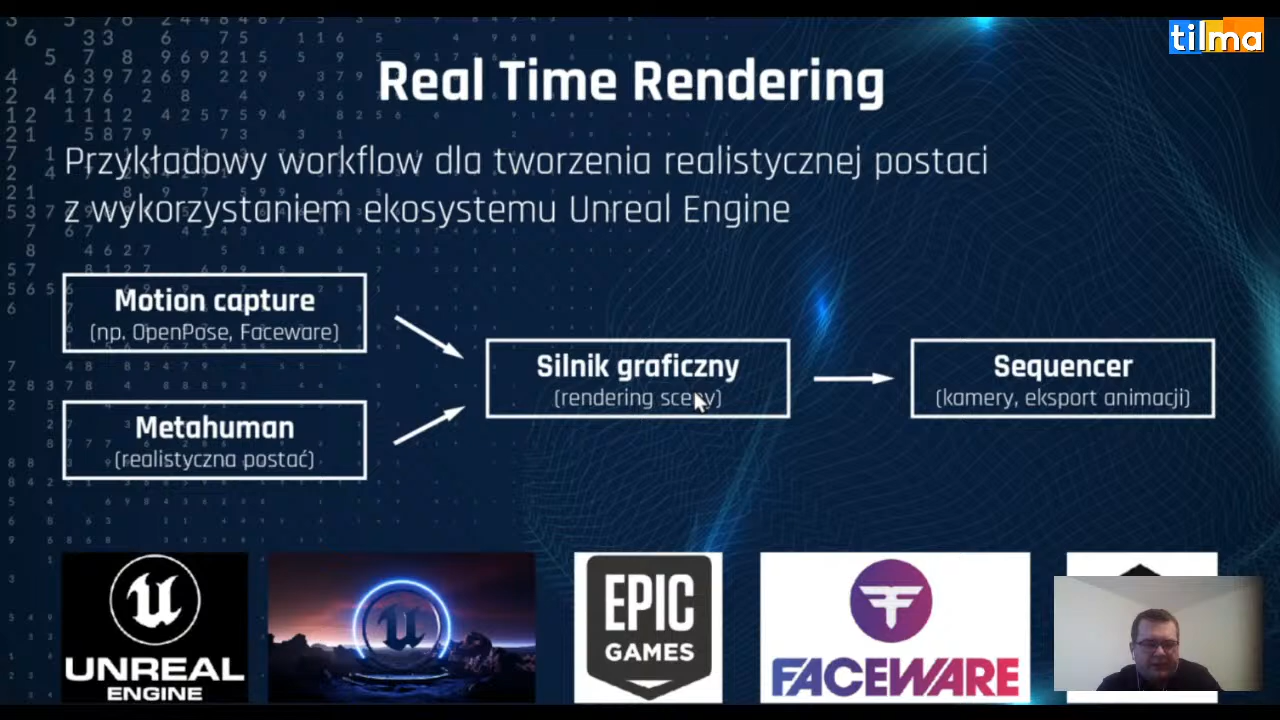 tilma
Real Time Rendering
Przykładowy workflow dla tworzenia realistycznej postaci
z wykorzystaniem ekosystemu Unreal Engine
Motion capture
(np. OpenPose, Faceware)
Metahuman
(realistyczna postać)
Silnik graficzny
(rendering sceny)
Sequencer
(kamery, eksport animacji)
UNREAL
ENGINE
EPIC
GAMES
FACEWARE